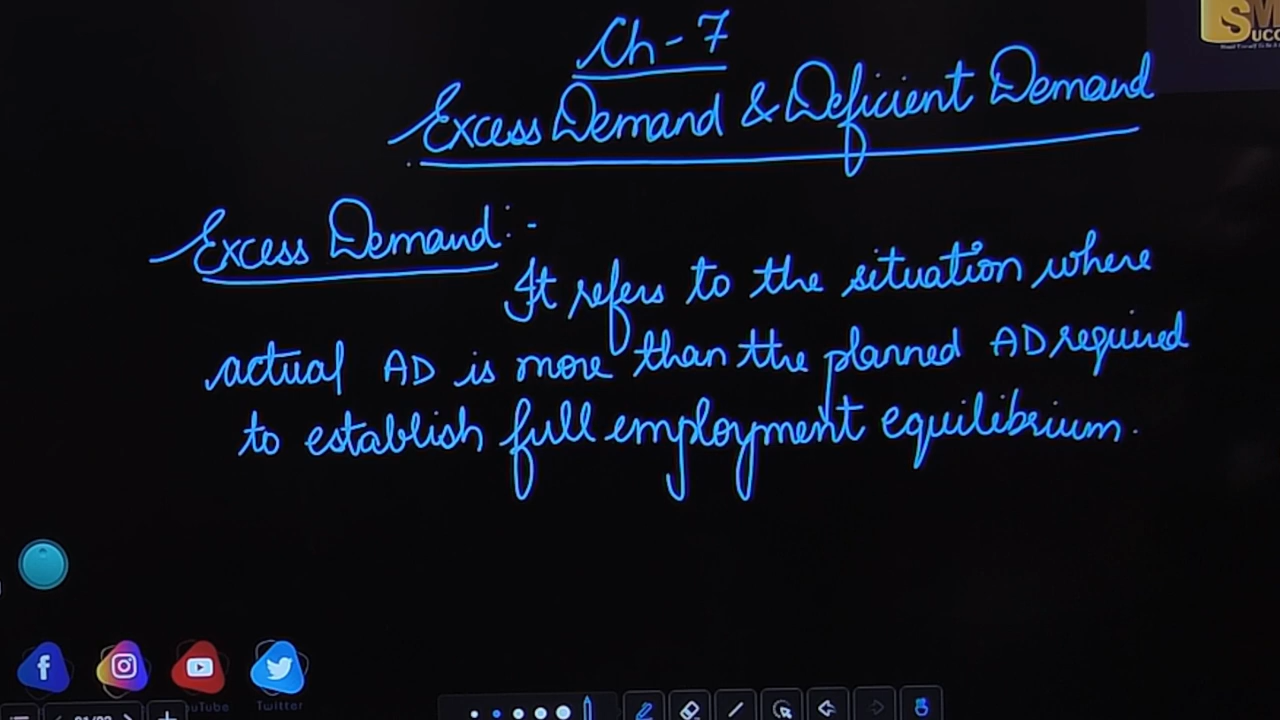 Ch-7
Excess Demand & Deficient Demand
Excess Demand:-
It refers to the situation where
actual AD is more than the planned AD required
to establish full employment equilibrium.
Twitter